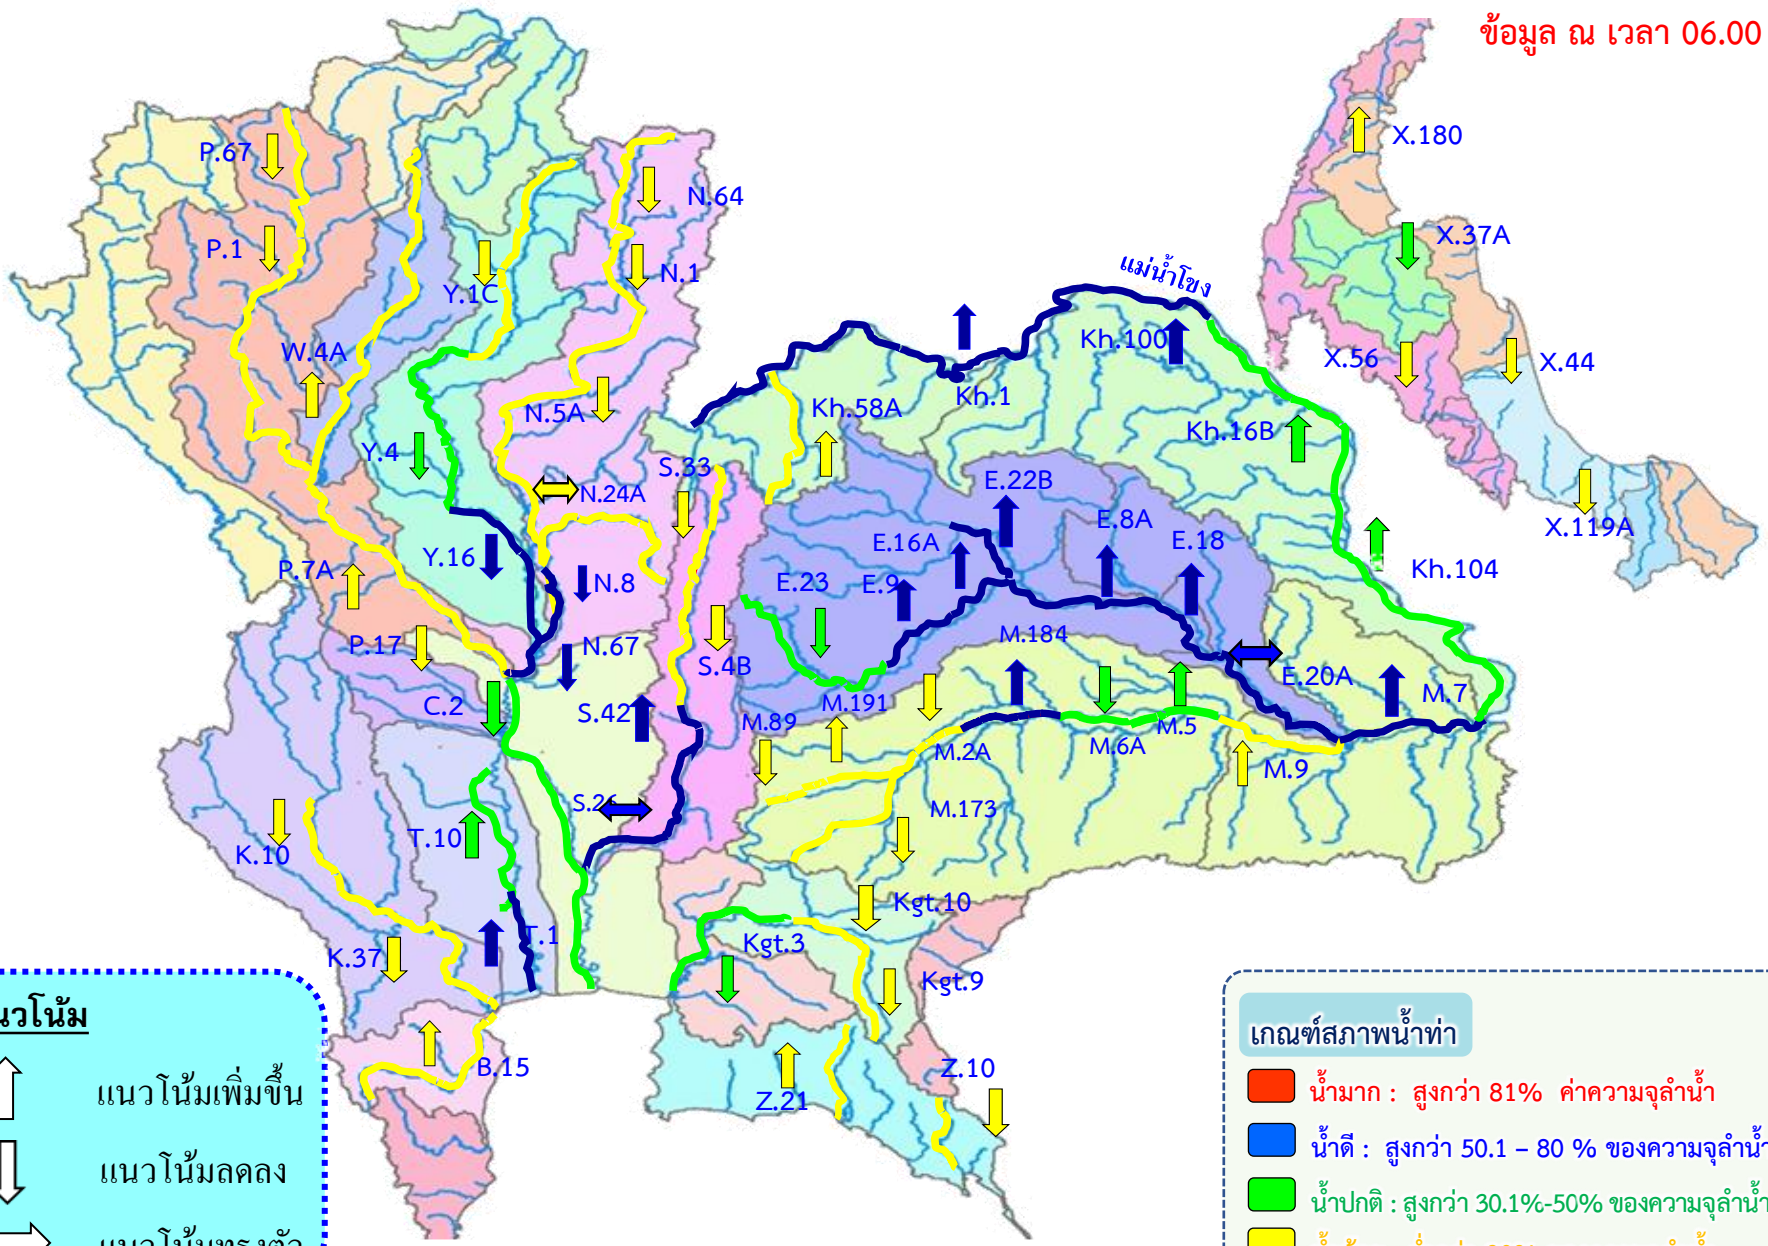 ข้อมูล ณ เวลา 06.00
P.67
X.180
N.64
P.1
X.37A
Y.1C
N.1
แม่น้ำโขง
W.4A
Kh.100
X.56
X.44
Kh.1
N.5A
Kh.58A
Kh.16B
Y.4
S.33
N.24A
E.22B
E.8A
X.119A
E.16A
E.18
Y.16
P.7A
N.8
E.23
E.9
Kh.104
P.17
N.67
M.184
S.4B
E.20A
C.2
S.42
M.191
M.89
M.7
M.5
M.2A
M.6A
M.9
S.26
M.173
T.10
K.10
Kgt.10
T.1
Kgt.3
K.37
Kgt.9
แนวโน้มเพิ่มขึ้น
แนวโน้มลดลง
B.15
Z.21
Z.10
เกณฑ์สภาพน้ำท่า
น้ำมาก : สูงกว่า 81% ค่าความจุลำน้ำ
น้ำดี : สูงกว่า 50.1 – 80 % ของความจุลำน้ำ
น้ำปกติ : สูงกว่า 30.1%-50% ของความจุลำน้ำ